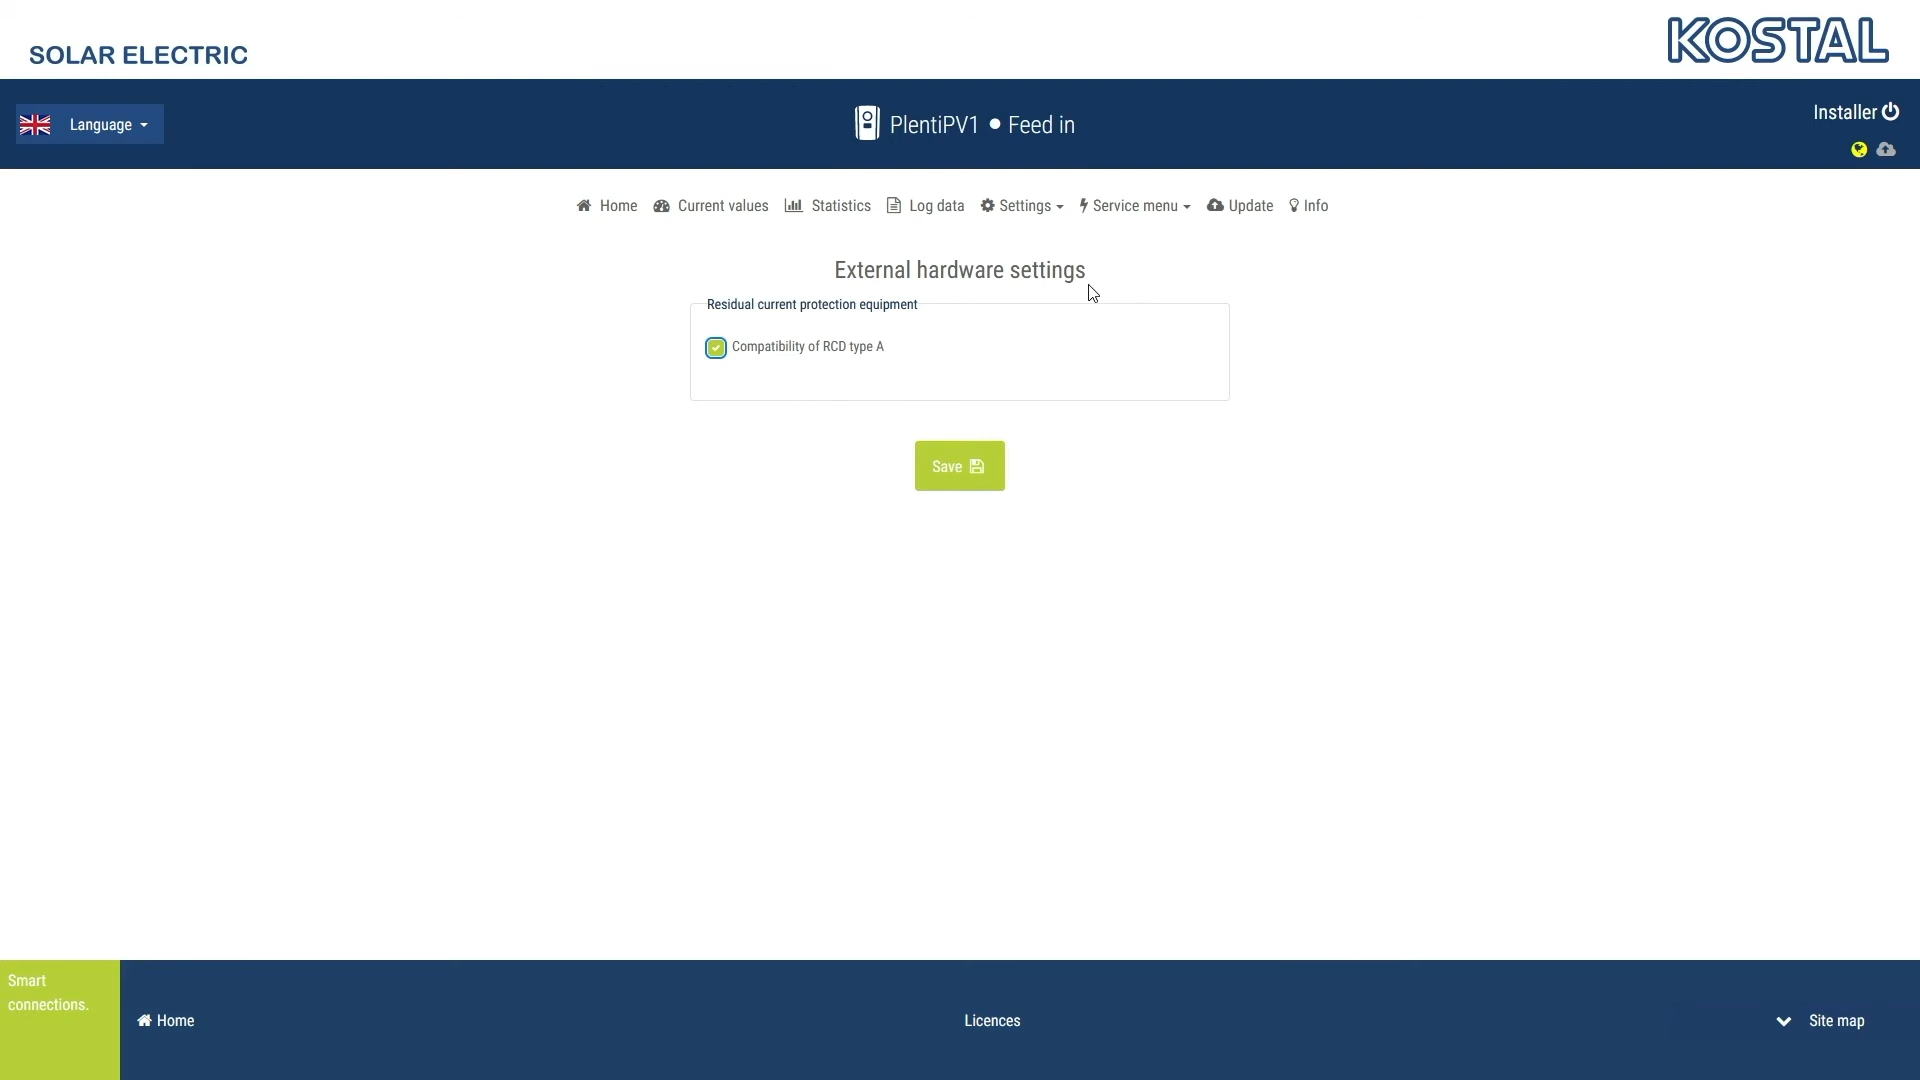 SOLAR ELECTRIC
KOSTAL
Language
PlentiPV1 • Feed in
Installer
Home
Current values
Statistics
Log data
Settings
Service menu
Update
Info
External hardware settings
Residual current protection equipment
Compatibility of RCD type A
Save
Smart
connections.
Home
Licences
Site map